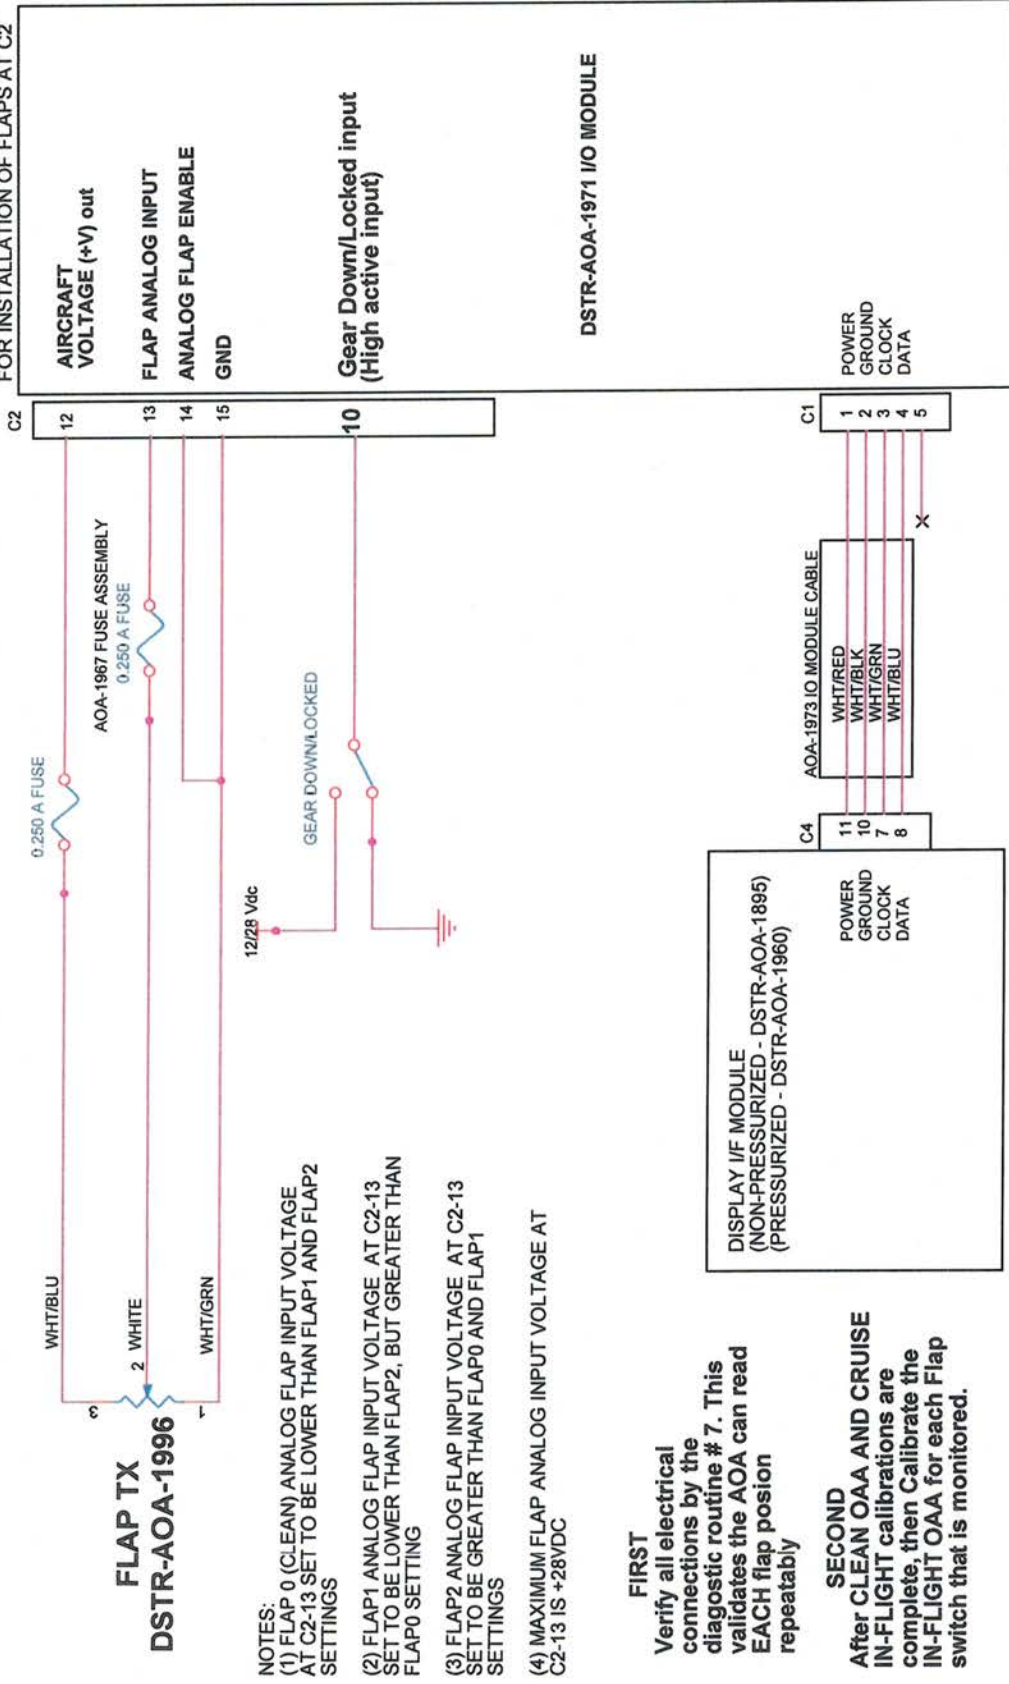 FOR INSTALLATION OF FLAPS AT C2
C2
12
AIRCRAFT
VOLTAGE (+V) out
13
FLAP ANALOG INPUT
14
ANALOG FLAP ENABLE
15
GND
10
Gear Down/Locked input
(High active input)
DSTR-AOA-1971 I/O MODULE
0.250 A FUSE
AOA-1967 FUSE ASSEMBLY
0.250 A FUSE
WHT/BLU
3
2 WHITE
1
WHT/GRN
FLAP TX
DSTR-AOA-1996
GEAR DOWN/LOCKED
12/28 Vdc
NOTES:
(1) FLAP 0 (CLEAN) ANALOG FLAP INPUT VOLTAGE
AT C2-13 SET TO BE LOWER THAN FLAP1 AND FLAP2
SETTINGS
(2) FLAP1 ANALOG FLAP INPUT VOLTAGE AT C2-13
SET TO BE LOWER THAN FLAP2, BUT GREATER THAN
FLAP0 SETTING
(3) FLAP2 ANALOG FLAP INPUT VOLTAGE AT C2-13
SET TO BE GREATER THAN FLAP0 AND FLAP1
SETTINGS
(4) MAXIMUM FLAP ANALOG INPUT VOLTAGE AT
C2-13 IS +28VDC
FIRST
Verify all electrical
connections by the
diagnostic routine # 7. This
validates the AOA can read
EACH flap posion
repeatably
SECOND
After CLEAN OAA AND CRUISE
IN-FLIGHT calibrations are
complete, then Calibrate the
IN-FLIGHT OAA for each Flap
switch that is monitored.
DISPLAY I/F MODULE
(NON-PRESSURIZED - DSTR-AOA-1895)
(PRESSURIZED - DSTR-AOA-1960)
POWER
GROUND
CLOCK
DATA
C4
11
10
7
8
AOA-1973 IO MODULE CABLE
WHT/RED
WHT/BLK
WHT/GRN
WHT/BLU
X
C1
1
2
3
4
5
POWER
GROUND
CLOCK
DATA